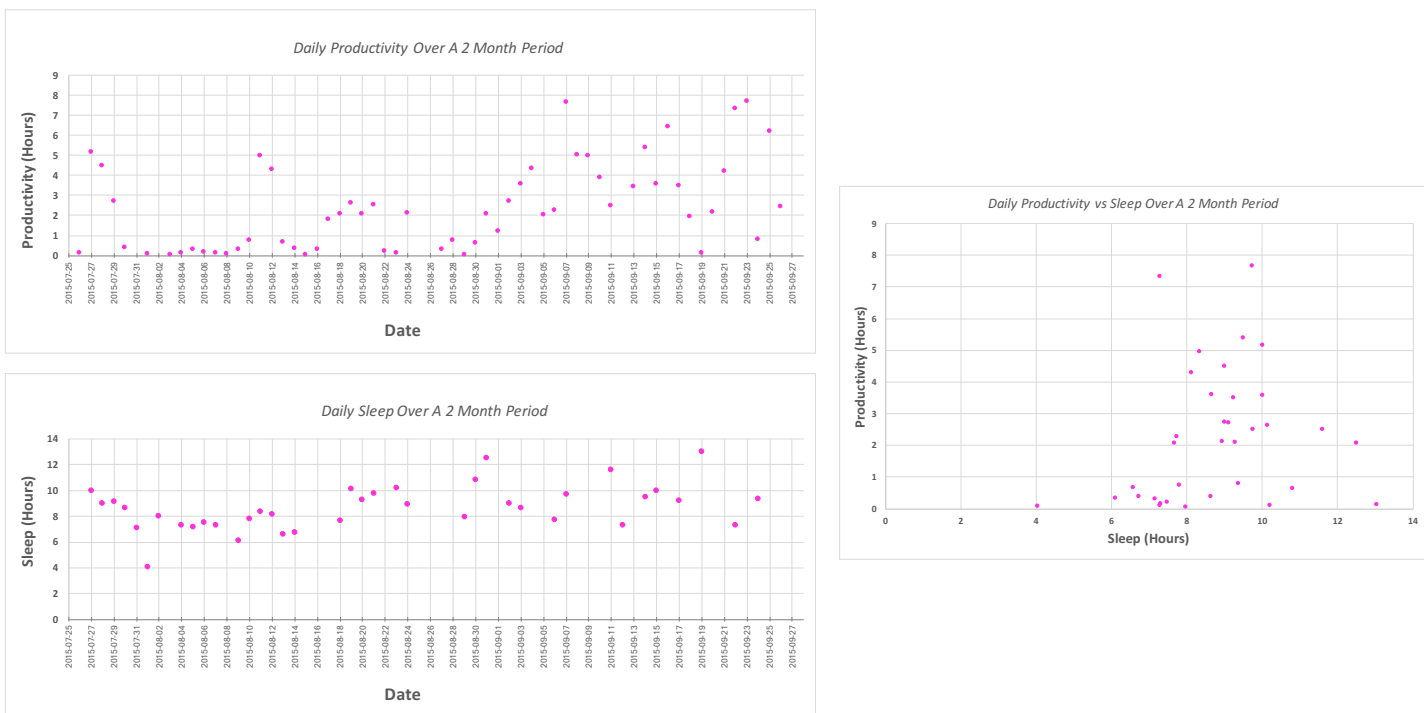 Daily Productivity Over A 2 Month Period
9
8
7
6
5
4
3
2
1
0
Productivity (Hours)
2015-07-25 2015-07-27 2015-07-29 2015-07-31 2015-08-02 2015-08-04 2015-08-06 2015-08-08 2015-08-10 2015-08-12 2015-08-14 2015-08-16 2015-08-18 2015-08-20 2015-08-22 2015-08-24 2015-08-26 2015-08-28 2015-08-30 2015-09-01 2015-09-03 2015-09-05 2015-09-07 2015-09-09 2015-09-11 2015-09-13 2015-09-15 2015-09-17 2015-09-19 2015-09-21 2015-09-23 2015-09-25 2015-09-27
Date
Daily Sleep Over A 2 Month Period
14
12
10
8
6
4
2
0
Sleep (Hours)
2015-07-25 2015-07-27 2015-07-29 2015-07-31 2015-08-02 2015-08-04 2015-08-06 2015-08-08 2015-08-10 2015-08-12 2015-08-14 2015-08-16 2015-08-18 2015-08-20 2015-08-22 2015-08-24 2015-08-26 2015-08-28 2015-08-30 2015-09-01 2015-09-03 2015-09-05 2015-09-07 2015-09-09 2015-09-11 2015-09-13 2015-09-15 2015-09-17 2015-09-19 2015-09-21 2015-09-23 2015-09-25 2015-09-27
Date
Daily Productivity vs Sleep Over A 2 Month Period
9
8
7
6
5
4
3
2
1
0
Productivity (Hours)
0 2 4 6 8 10 12 14
Sleep (Hours)